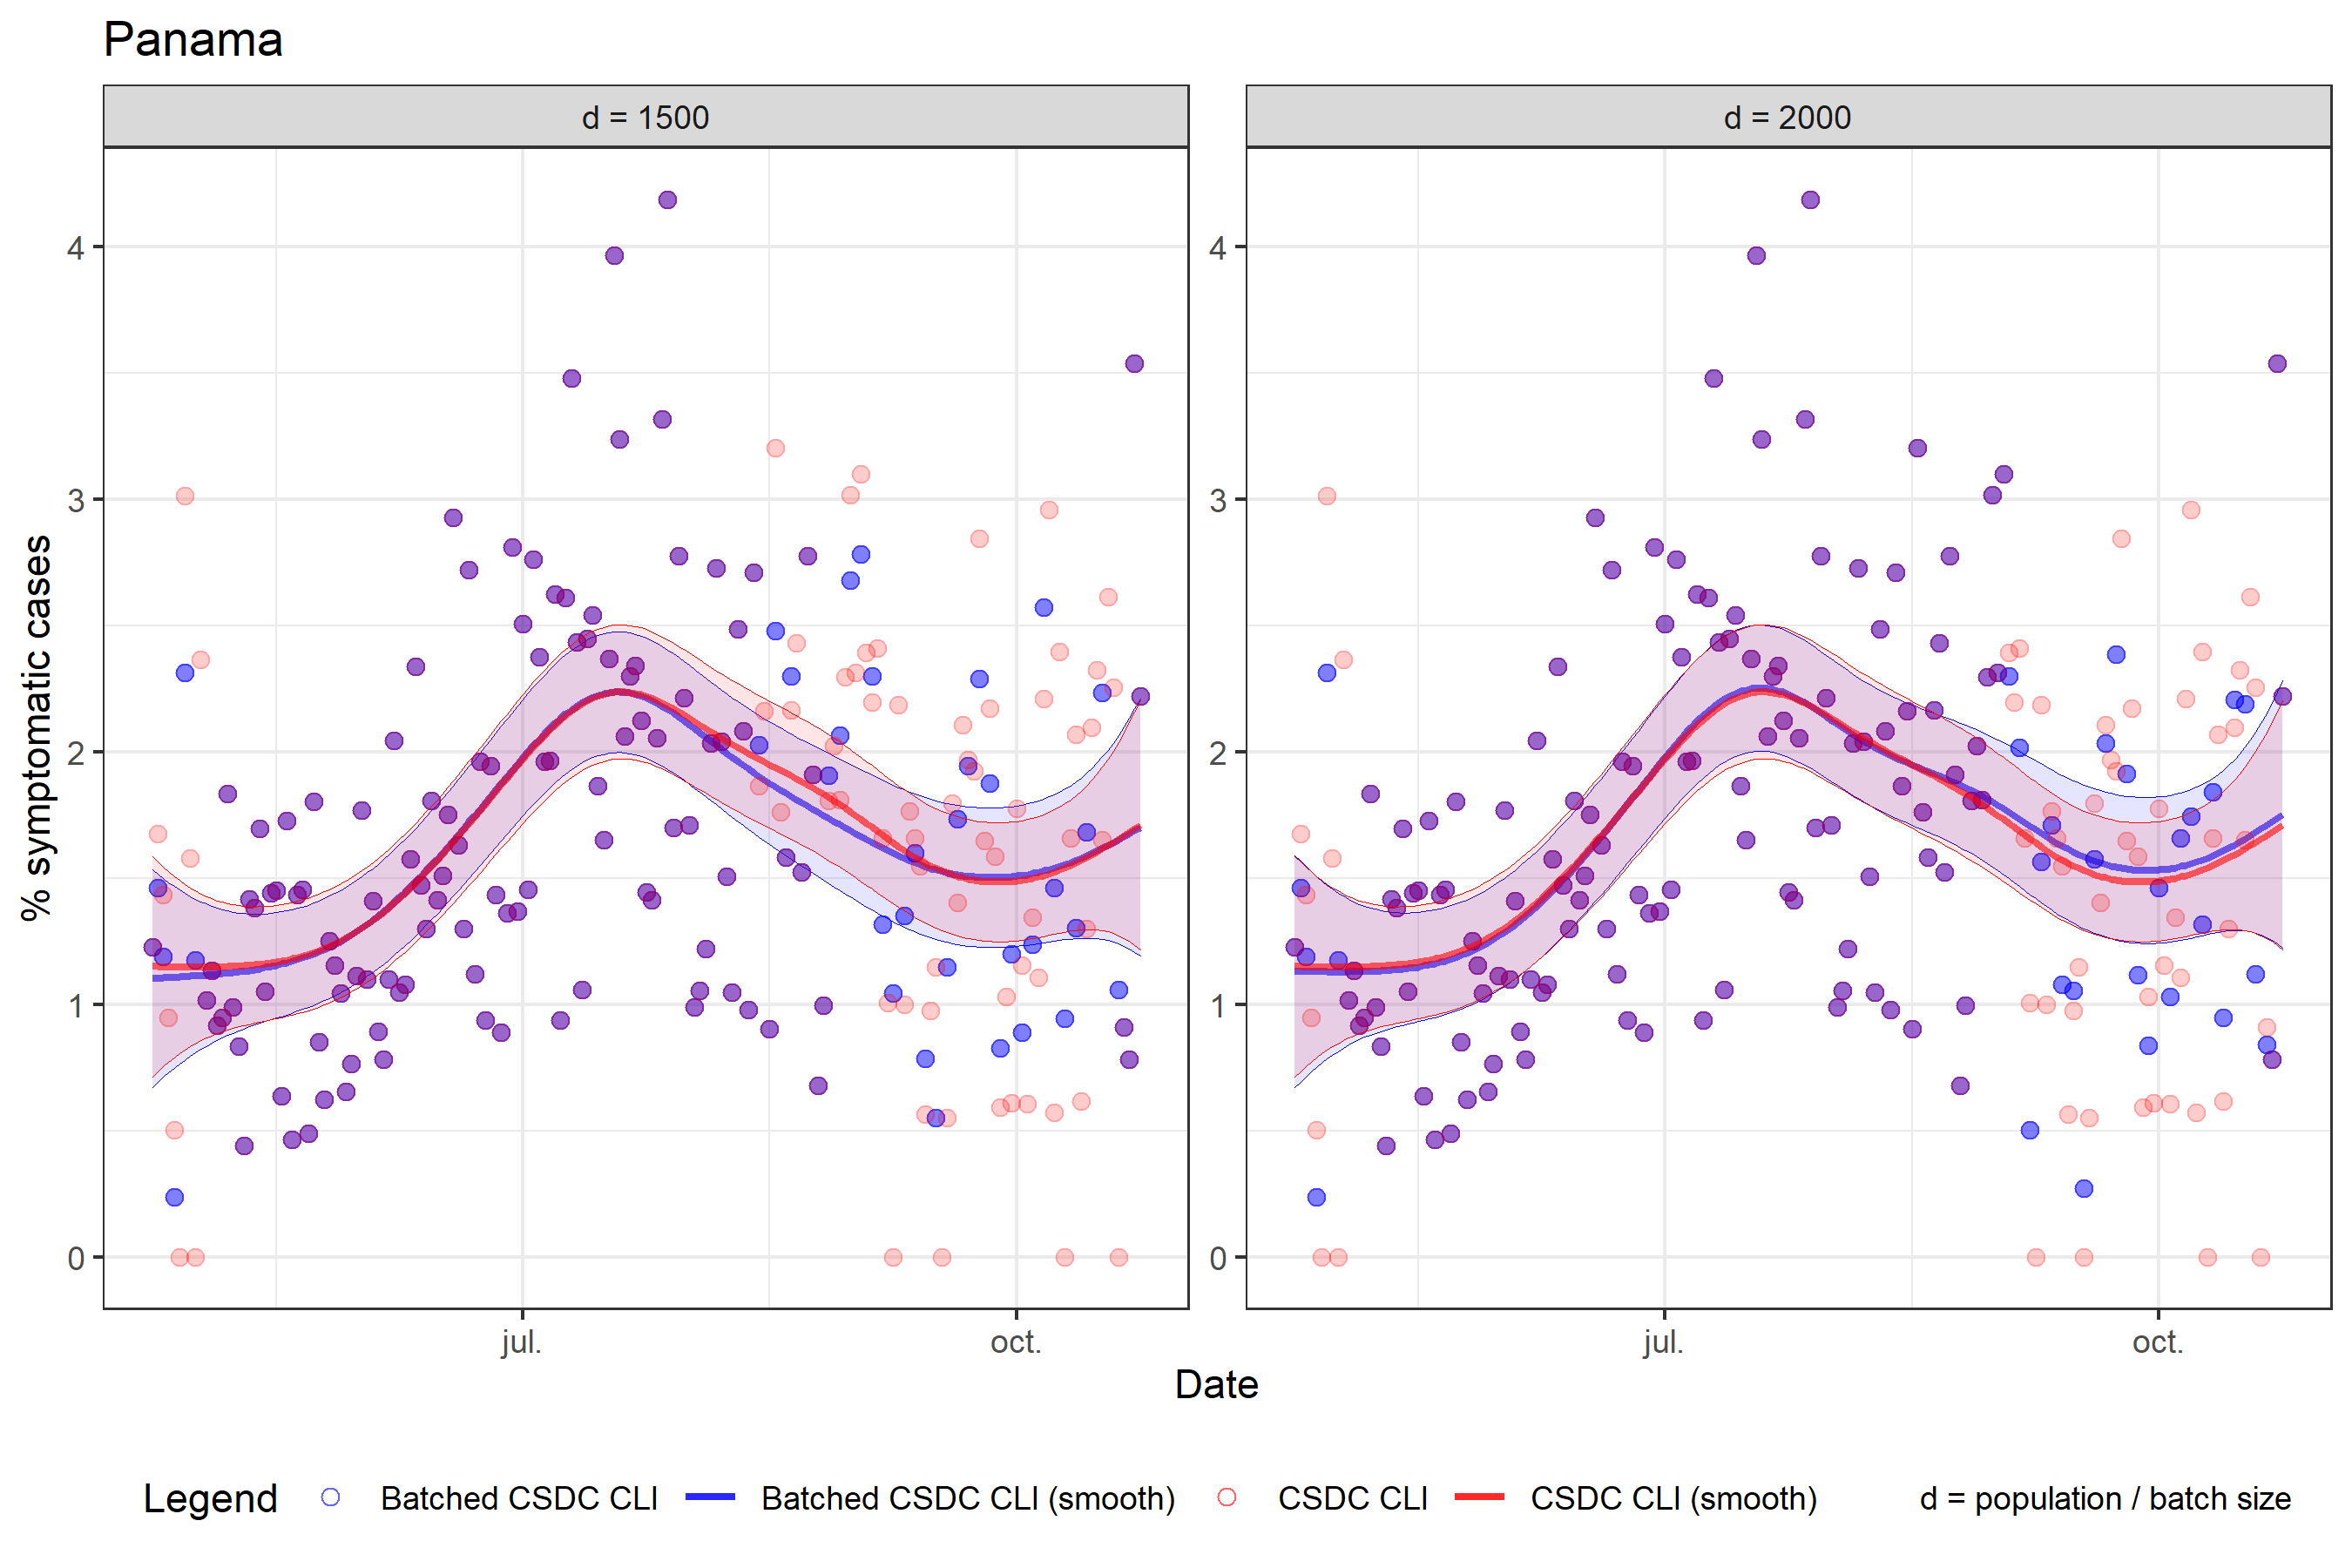 Panama
d = 1500
d = 2000
% symptomatic cases
4
3
2
1
0
4
3
2
1
0
jul.
oct.
jul.
oct.
Date
Legend
Batched CSDC CLI
Batched CSDC CLI (smooth)
CSDC CLI
CSDC CLI (smooth)
d = population / batch size